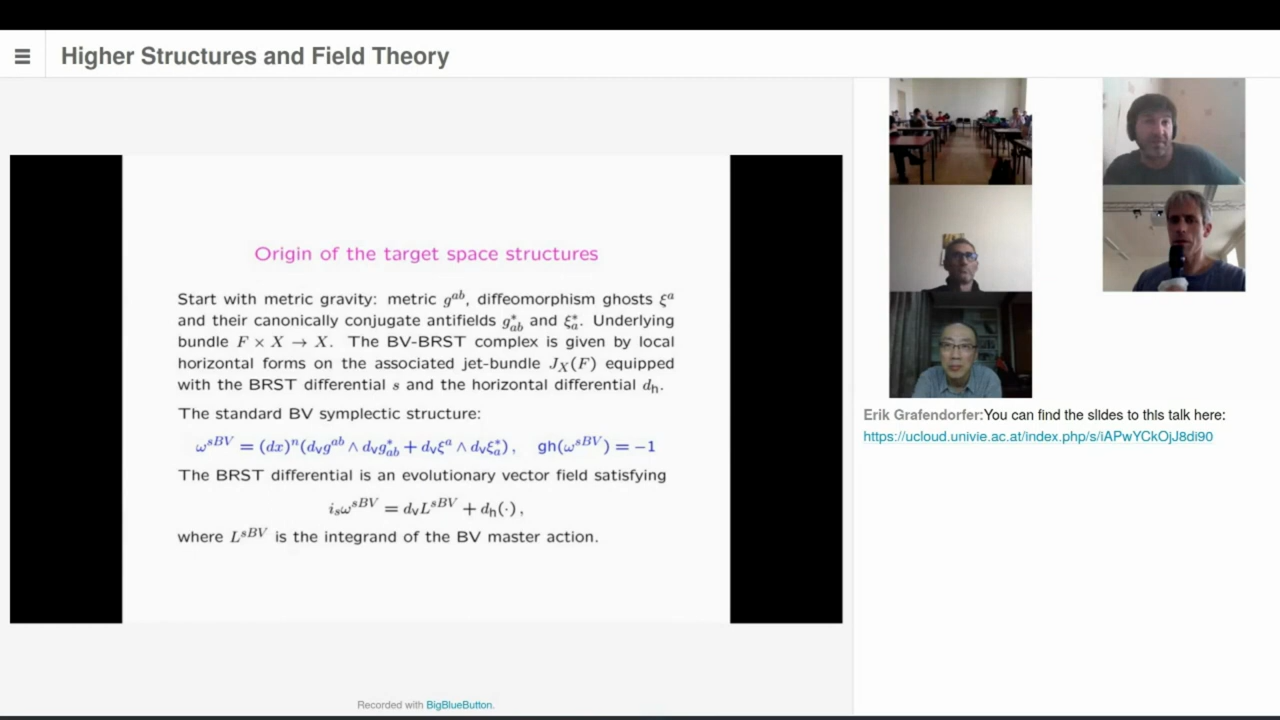 Higher Structures and Field Theory
Origin of the target space structures
Start with metric gravity: metric g^{ab}, diffeomorphism ghosts ξ^a
and their canonically conjugate antifields g^*_{ab} and ξ^*_a. Underlying
bundle F × X → X. The BV-BRST complex is given by local
horizontal forms on the associated jet-bundle J_X(F) equipped
with the BRST differential s and the horizontal differential d_h.
The standard BV symplectic structure:
ω^{sBV} = (dx)^n(d_v g^{ab} ∧ d_v g^*_{ab} + d_v ξ^a ∧ d_v ξ^*_a), gh(ω^{sBV}) = −1
The BRST differential is an evolutionary vector field satisfying
i_s ω^{sBV} = d_v L^{sBV} + d_h(·),
where L^{sBV} is the integrand of the BV master action.
Erik Grafendorfer:You can find the slIdes to thIs talk here:
https://ucloud.univie.ac.at/index.php/s/iAPwYCkOjJ8di90
Recorded with BigBlueButton.